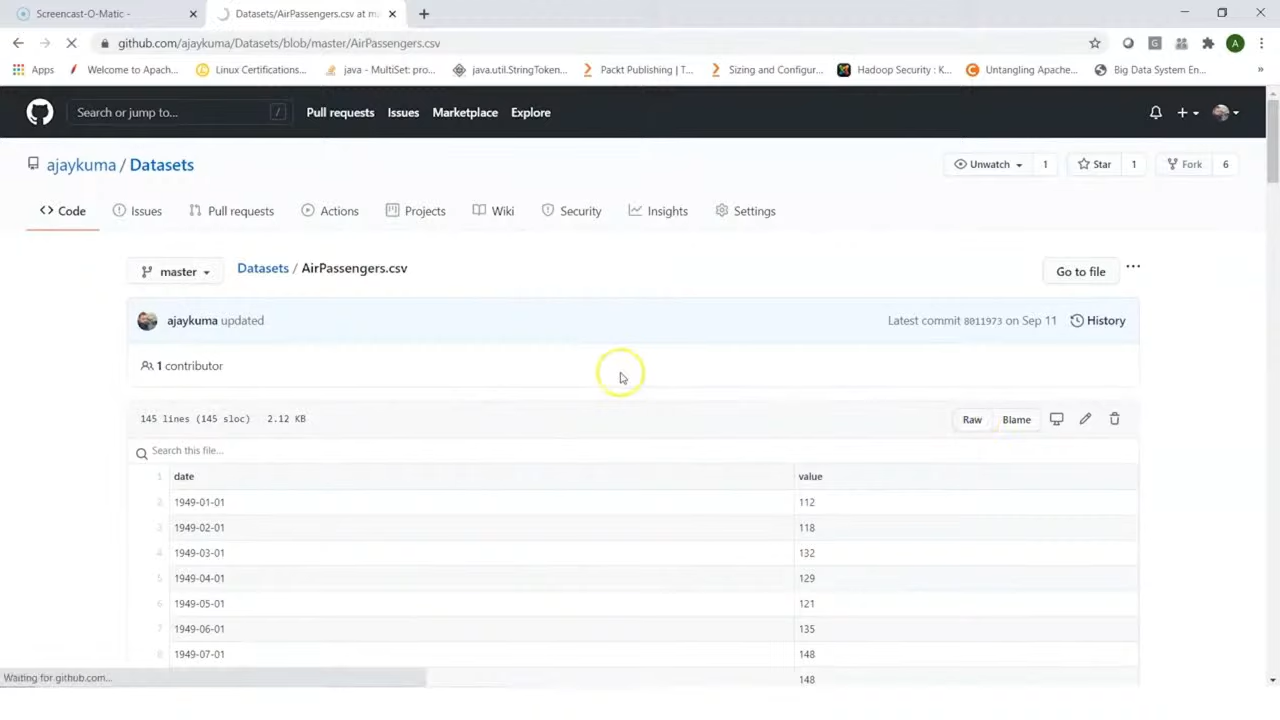 Screencast-O-Matic -
Datasets/AirPassengers.csv at ma
github.com/ajaykuma/Datasets/blob/master/AirPassengers.csv
G
A
Apps
Welcome to Apach...
Linux Certifications...
java - MultiSet: pro...
java.util.StringToken...
Packt Publishing | T...
Sizing and Configur...
Hadoop Security : K...
Untangling Apache...
Big Data System En...
»
Search or jump to...
/
Pull requests
Issues
Marketplace
Explore
ajaykuma / Datasets
Unwatch
1
Star
1
Fork
6
Code
Issues
Pull requests
Actions
Projects
Wiki
Security
Insights
Settings
master
Datasets / AirPassengers.csv
Go to file
ajaykuma updated
Latest commit 8011973 on Sep 11
History
1 contributor
145 lines (145 sloc)
2.12 KB
Raw
Blame
Search this file...
1 date value
2 1949-01-01 112
3 1949-02-01 118
4 1949-03-01 132
5 1949-04-01 129
6 1949-05-01 121
7 1949-06-01 135
8 1949-07-01 148
148
Waiting for github.com...